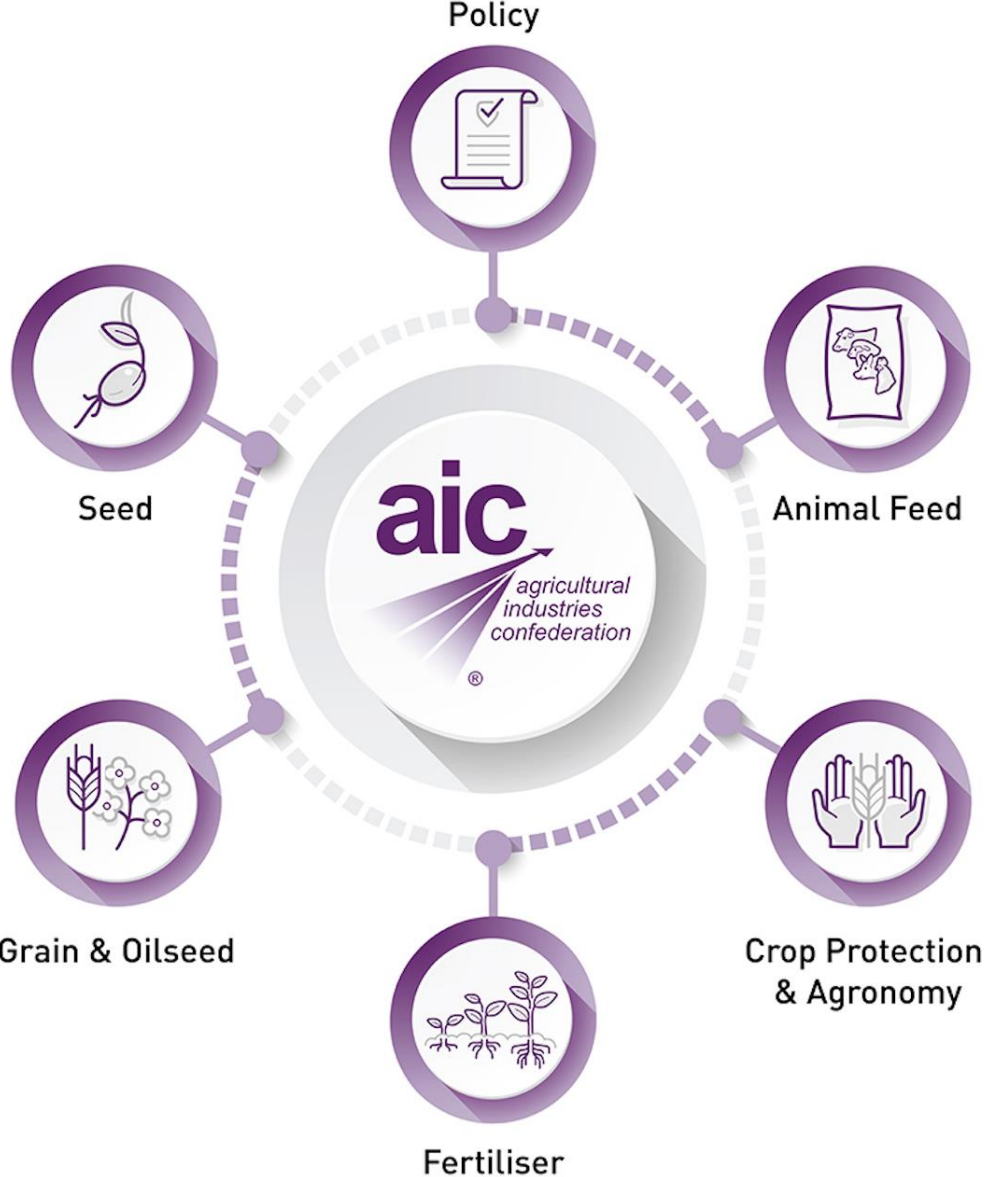 Policy
Seed
Animal Feed
aic
agricultural
industries
confederation
®
Grain & Oilseed
Crop Protection
& Agronomy
Fertiliser